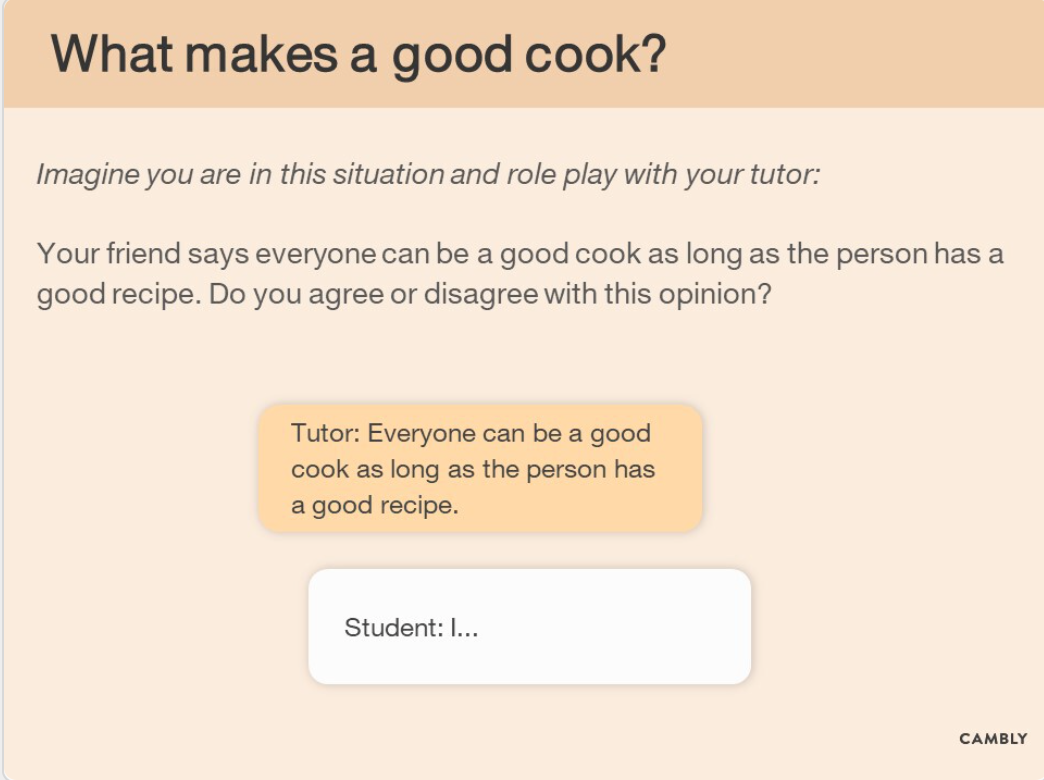 What makes a good cook?
Imagine you are in this situation and role play with your tutor:
Your friend says everyone can be a good cook as long as the person has a
good recipe. Do you agree or disagree with this opinion?
Tutor: Everyone can be a good
cook as long as the person has
a good recipe.
Student: I...
CAMBLY